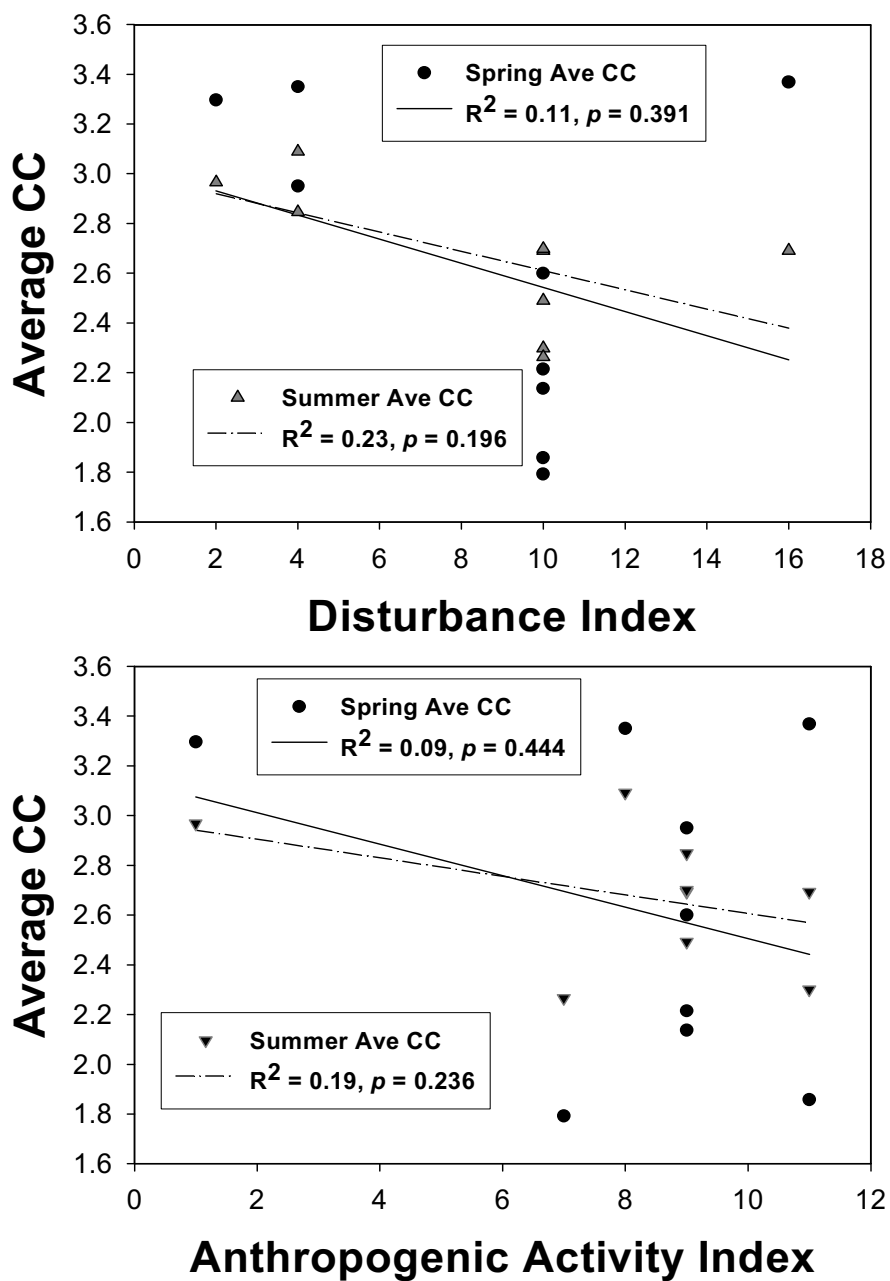 3.6
3.4
3.2
3.0
2.8
2.6
2.4
2.2
2.0
1.8
1.6
Average CC
Spring Ave CC
R² = 0.11, p = 0.391
Summer Ave CC
R² = 0.23, p = 0.196
0 2 4 6 8 10 12 14 16 18
Disturbance Index
3.6
3.4
3.2
3.0
2.8
2.6
2.4
2.2
2.0
1.8
1.6
Average CC
Spring Ave CC
R² = 0.09, p = 0.444
Summer Ave CC
R² = 0.19, p = 0.236
0 2 4 6 8 10 12
Anthropogenic Activity Index